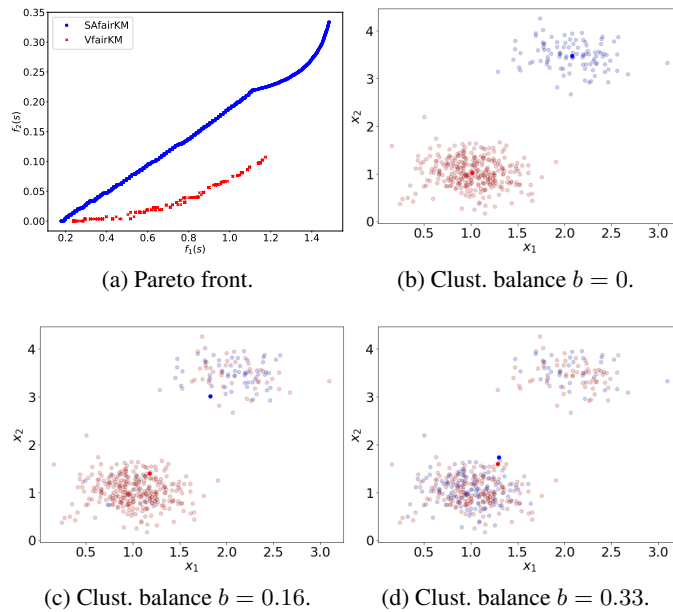 0.35
0.30
0.25
0.20
0.15
0.10
0.05
0.00
f₂(s)
SAfairKM
VfairKM
0.2 0.4 0.6 0.8 1.0 1.2 1.4
f₁(s)
(a) Pareto front.
4
3
2
1
0
x₂
0.5 1.0 1.5 2.0 2.5 3.0
x₁
(b) Clust. balance b = 0.
4
3
2
1
0
x₂
0.5 1.0 1.5 2.0 2.5 3.0
x₁
(c) Clust. balance b = 0.16.
4
3
2
1
0
x₂
0.5 1.0 1.5 2.0 2.5 3.0
x₁
(d) Clust. balance b = 0.33.